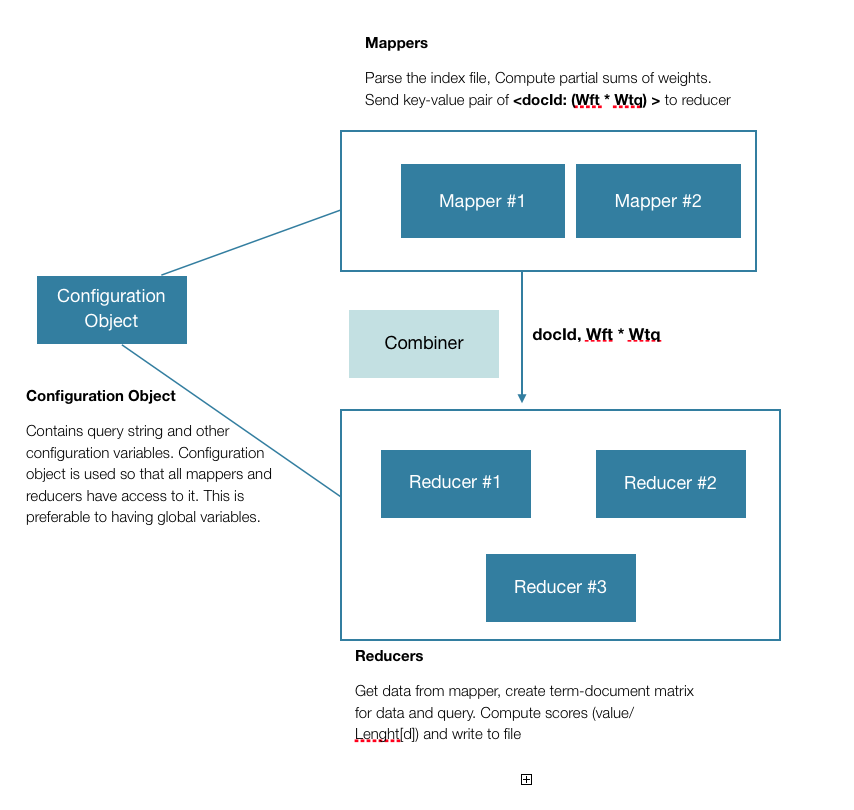 Mappers
Parse the index file, Compute partial sums of weights.
Send key-value pair of <docId: (Wft * Wtq) > to reducer
Mapper #1
Mapper #2
Configuration
Object
Combiner
docId, Wft * Wtq
Configuration Object
Contains query string and other
configuration variables. Configuration
object is used so that all mappers and
reducers have access to it. This is
preferable to having global variables.
Reducer #1
Reducer #2
Reducer #3
Reducers
Get data from mapper, create term-document matrix
for data and query. Compute scores (value/
Lenght[d]) and write to file